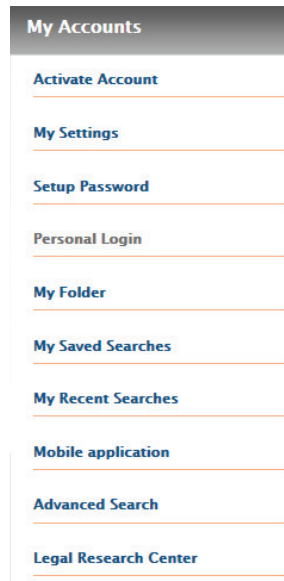 My Accounts
Activate Account
My Settings
Setup Password
Personal Login
My Folder
My Saved Searches
My Recent Searches
Mobile application
Advanced Search
Legal Research Center